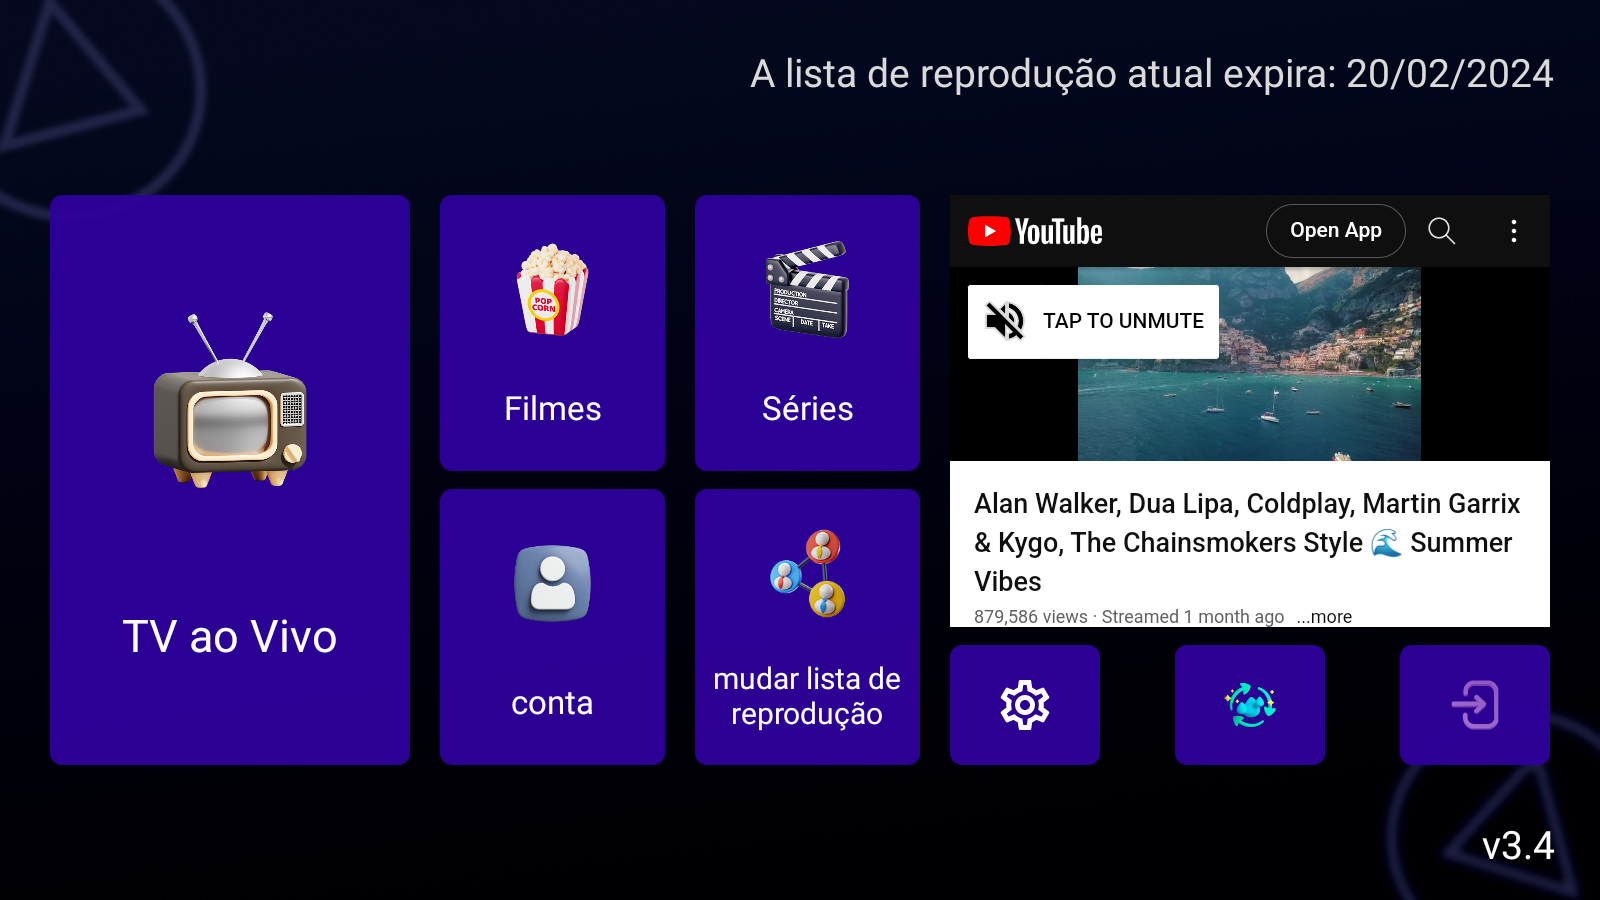 A lista de reprodução atual expira: 20/02/2024
TV ao Vivo
Filmes
POP
CORN
Séries
PRODUCTION
DIRECTOR
CAMERA
SCENE DATE TAKE
conta
mudar lista de
reprodução
YouTube
Open App
TAP TO UNMUTE
Alan Walker, Dua Lipa, Coldplay, Martin Garrix
& Kygo, The Chainsmokers Style 🌊 Summer
Vibes
879,586 views · Streamed 1 month ago ...more
v3.4